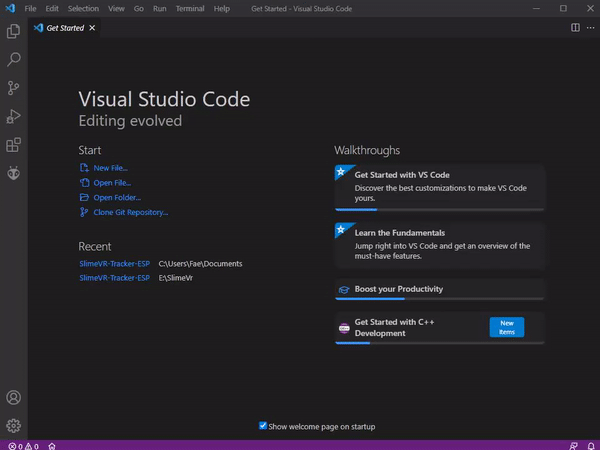 File Edit Selection View Go Run Terminal Help Get Started - Visual Studio Code
Get Started
Visual Studio Code
Editing evolved
Start
New File...
Open File...
Open Folder...
Clone Git Repository...
Recent
SlimeVR-Tracker-ESP C:\Users\Fae\Documents
SlimeVR-Tracker-ESP E:\SlimeVr
Walkthroughs
Get Started with VS Code
Discover the best customizations to make VS Code
yours.
Learn the Fundamentals
Jump right into VS Code and get an overview of the
must-have features.
Boost your Productivity
Get Started with C++
Development
New
Items
Show welcome page on startup
0 0